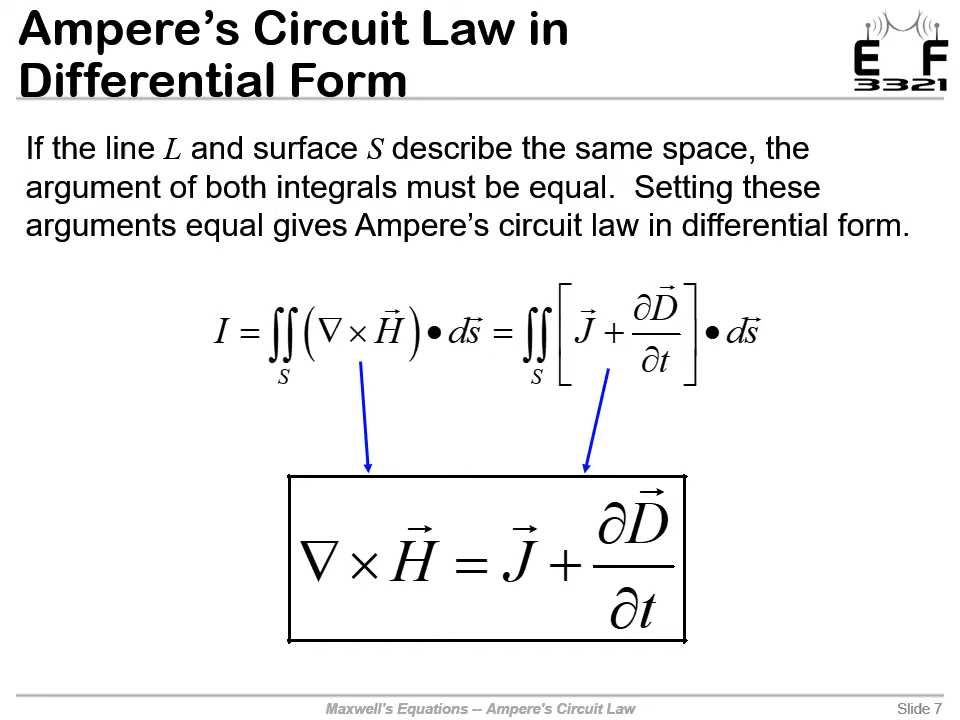 Ampere’s Circuit Law in
Differential Form
E F
3321
If the line L and surface S describe the same space, the
argument of both integrals must be equal.  Setting these
arguments equal gives Ampere’s circuit law in differential form.
I = ∬_S (∇ × H⃗) • ds⃗ = ∬_S [J⃗ + ∂D⃗/∂t] • ds⃗
∇ × H⃗ = J⃗ + ∂D⃗/∂t
Maxwell's Equations -- Ampere's Circuit Law
Slide 7